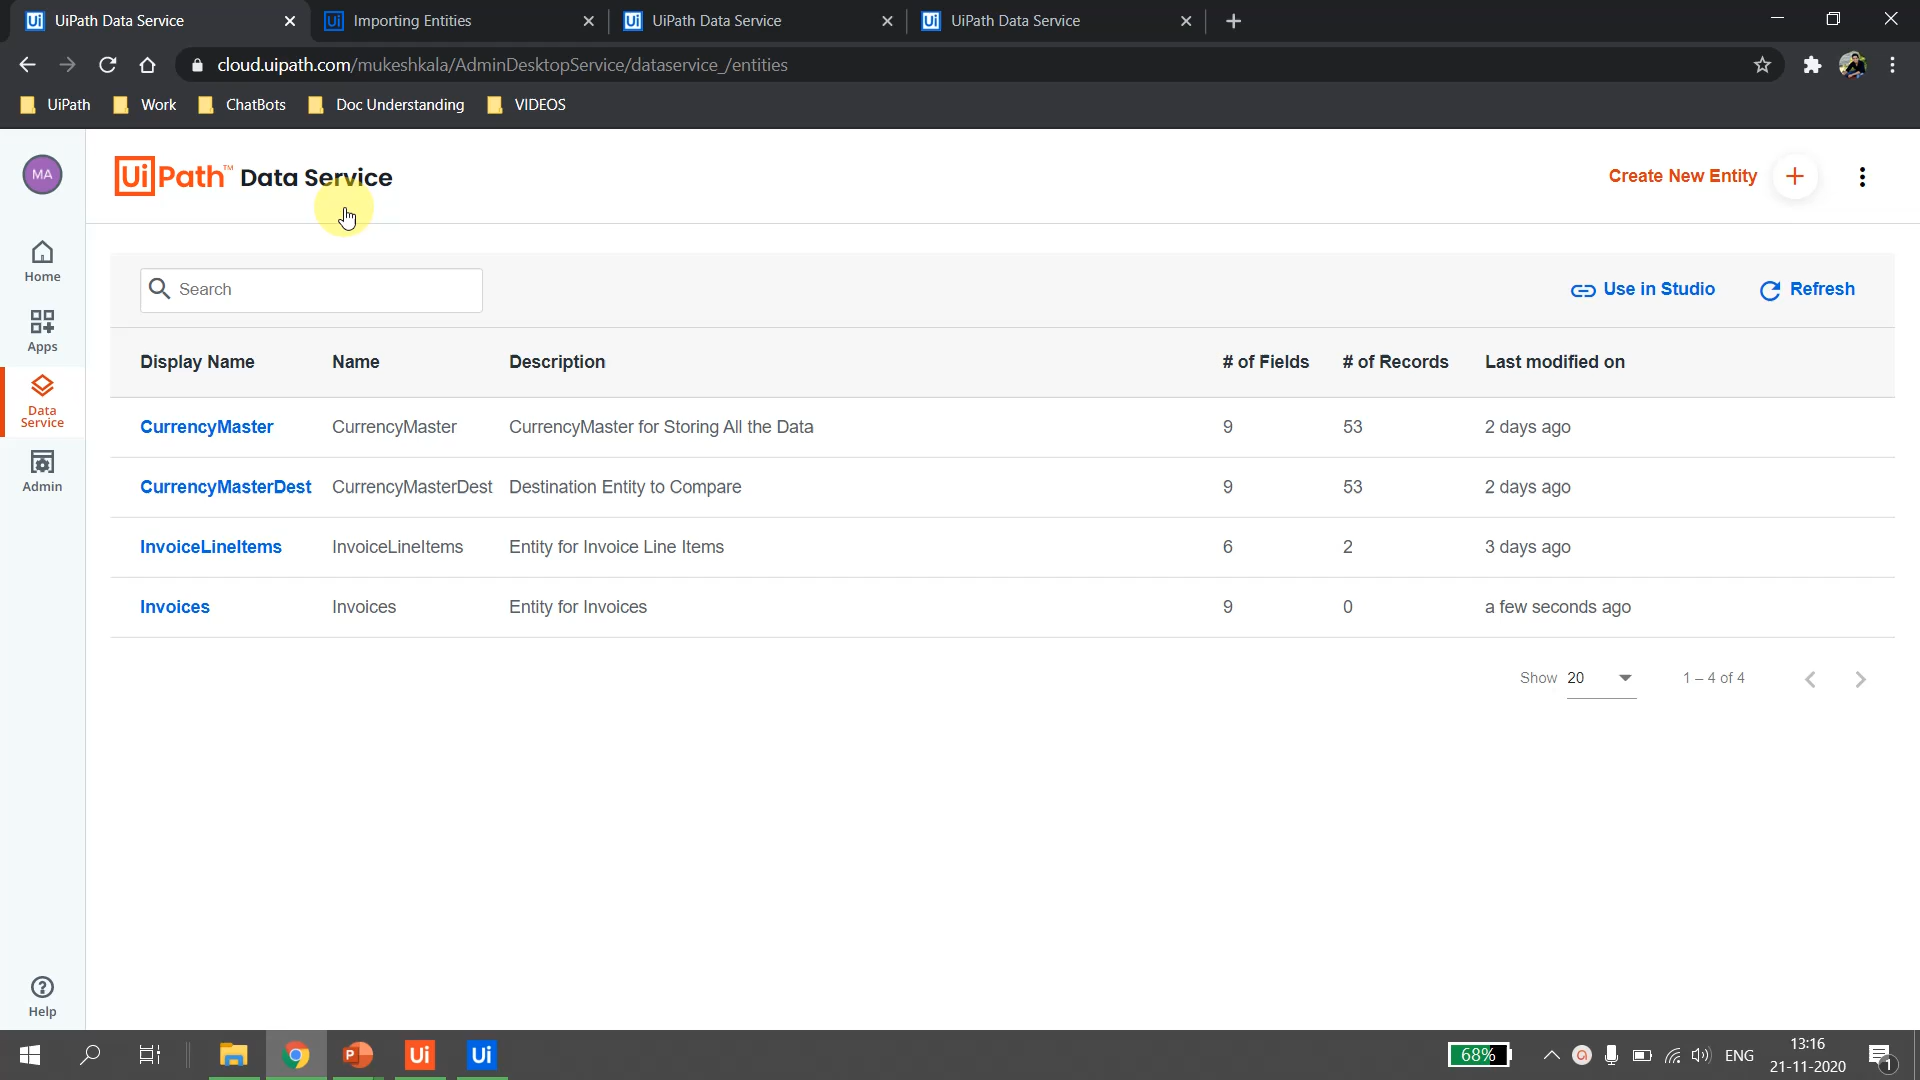 UiPath Data Service
Importing Entities
UiPath Data Service
UiPath Data Service
cloud.uipath.com/mukeshkala/AdminDesktopService/dataservice_/entities
UiPath Work ChatBots Doc Understanding VIDEOS
MA
UiPath™ Data Service
Create New Entity
Home
Apps
Data Service
Admin
Help
Search
Use in Studio
Refresh
Display Name Name Description # of Fields # of Records Last modified on
CurrencyMaster CurrencyMaster CurrencyMaster for Storing All the Data 9 53 2 days ago
CurrencyMasterDest CurrencyMasterDest Destination Entity to Compare 9 53 2 days ago
InvoiceLineItems InvoiceLineItems Entity for Invoice Line Items 6 2 3 days ago
Invoices Invoices Entity for Invoices 9 0 a few seconds ago
Show 20 1 – 4 of 4
68%
ENG
13:16
21-11-2020
1